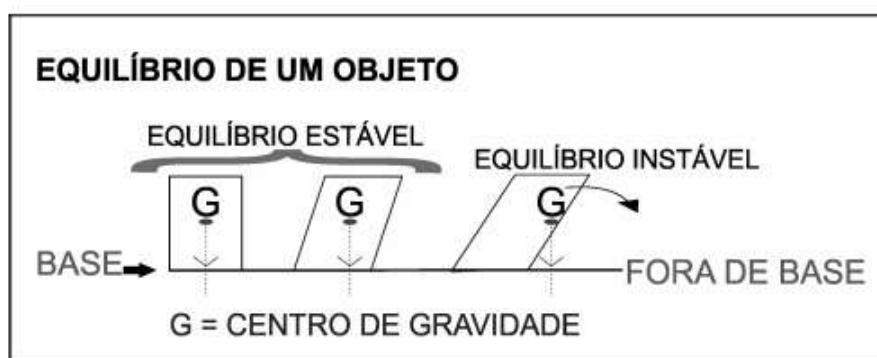 EQUILÍBRIO DE UM OBJETO
EQUILÍBRIO ESTÁVEL
EQUILÍBRIO INSTÁVEL
G G G
BASE
FORA DE BASE
G = CENTRO DE GRAVIDADE